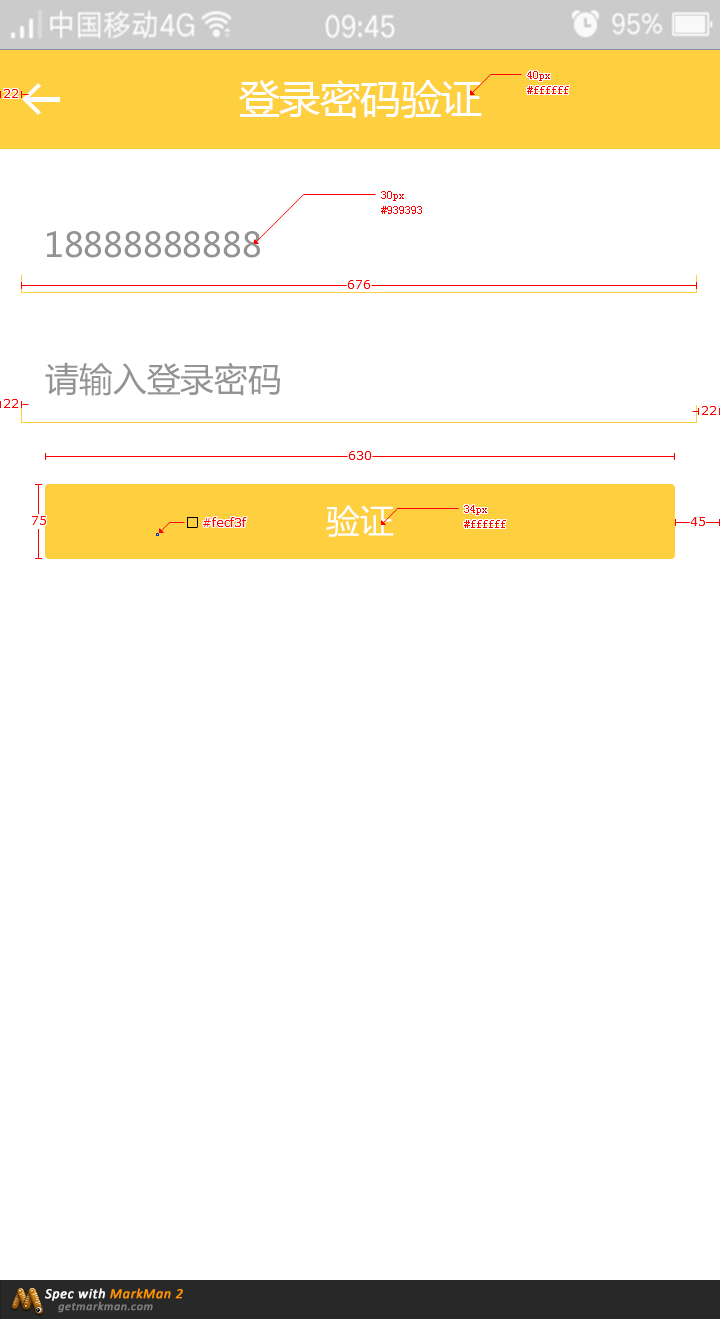 中国移动4G 09:45 95%
22 登录密码验证 40px
#ffffff
30px
#939393
18888888888
676
请输入登录密码
22 22
630
75 #fecf3f 验证 34px
#ffffff 45
Spec with MarkMan 2
getmarkman.com